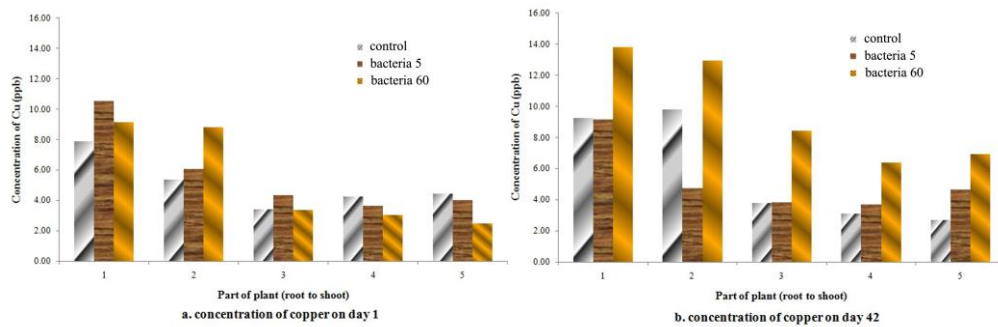 16.00
14.00
12.00
10.00
8.00
6.00
4.00
2.00
0.00
Concentration of Cu (ppb)
control
bacteria 5
bacteria 60
1 2 3 4 5
Part of plant (root to shoot)
a. concentration of copper on day 1
16.00
14.00
12.00
10.00
8.00
6.00
4.00
2.00
0.00
Concentration of Cu (ppb)
control
bacteria 5
bacteria 60
1 2 3 4 5
Part of plant (root to shoot)
b. concentration of copper on day 42